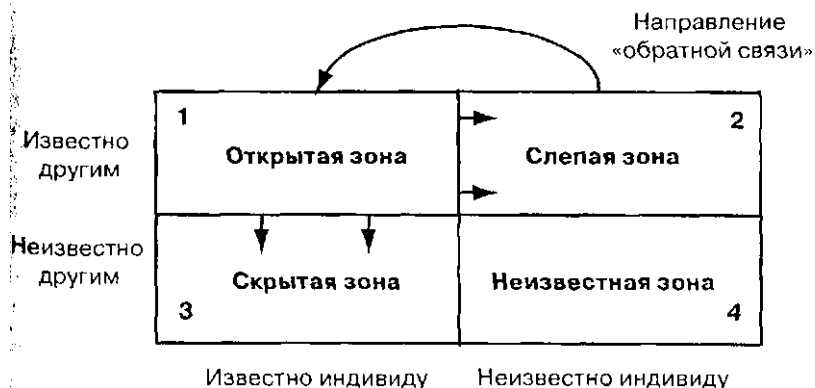 Направление
«обратной связи»
1
2
Известно
другим
Открытая зона
Слепая зона
Неизвестно
другим
Скрытая зона
Неизвестная зона
3
4
Известно индивиду
Неизвестно индивиду